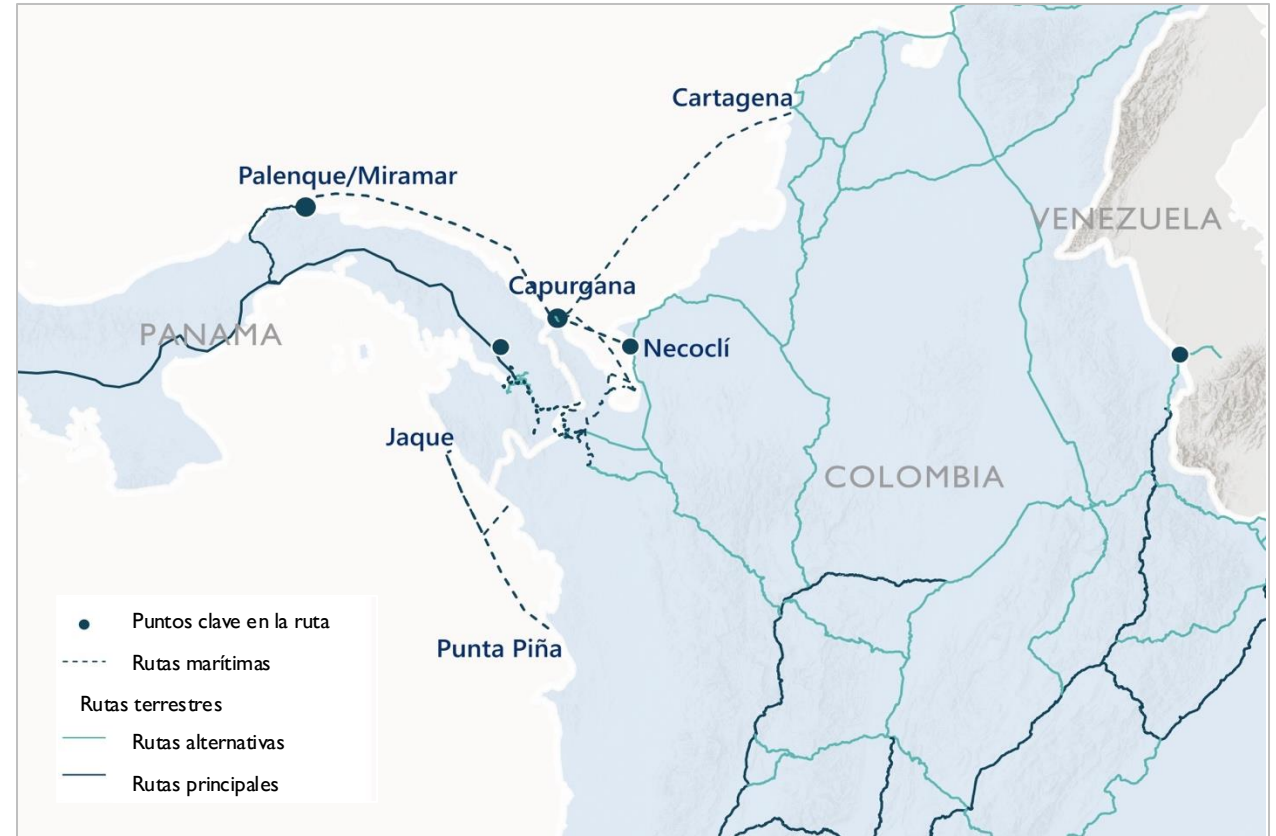 Cartagena
Palenque/Miramar
VENEZUELA
Capurgana
PANAMA
Necoclí
Jaque
COLOMBIA
Punta Piña
Puntos clave en la ruta
Rutas marítimas
Rutas terrestres
Rutas alternativas
Rutas principales